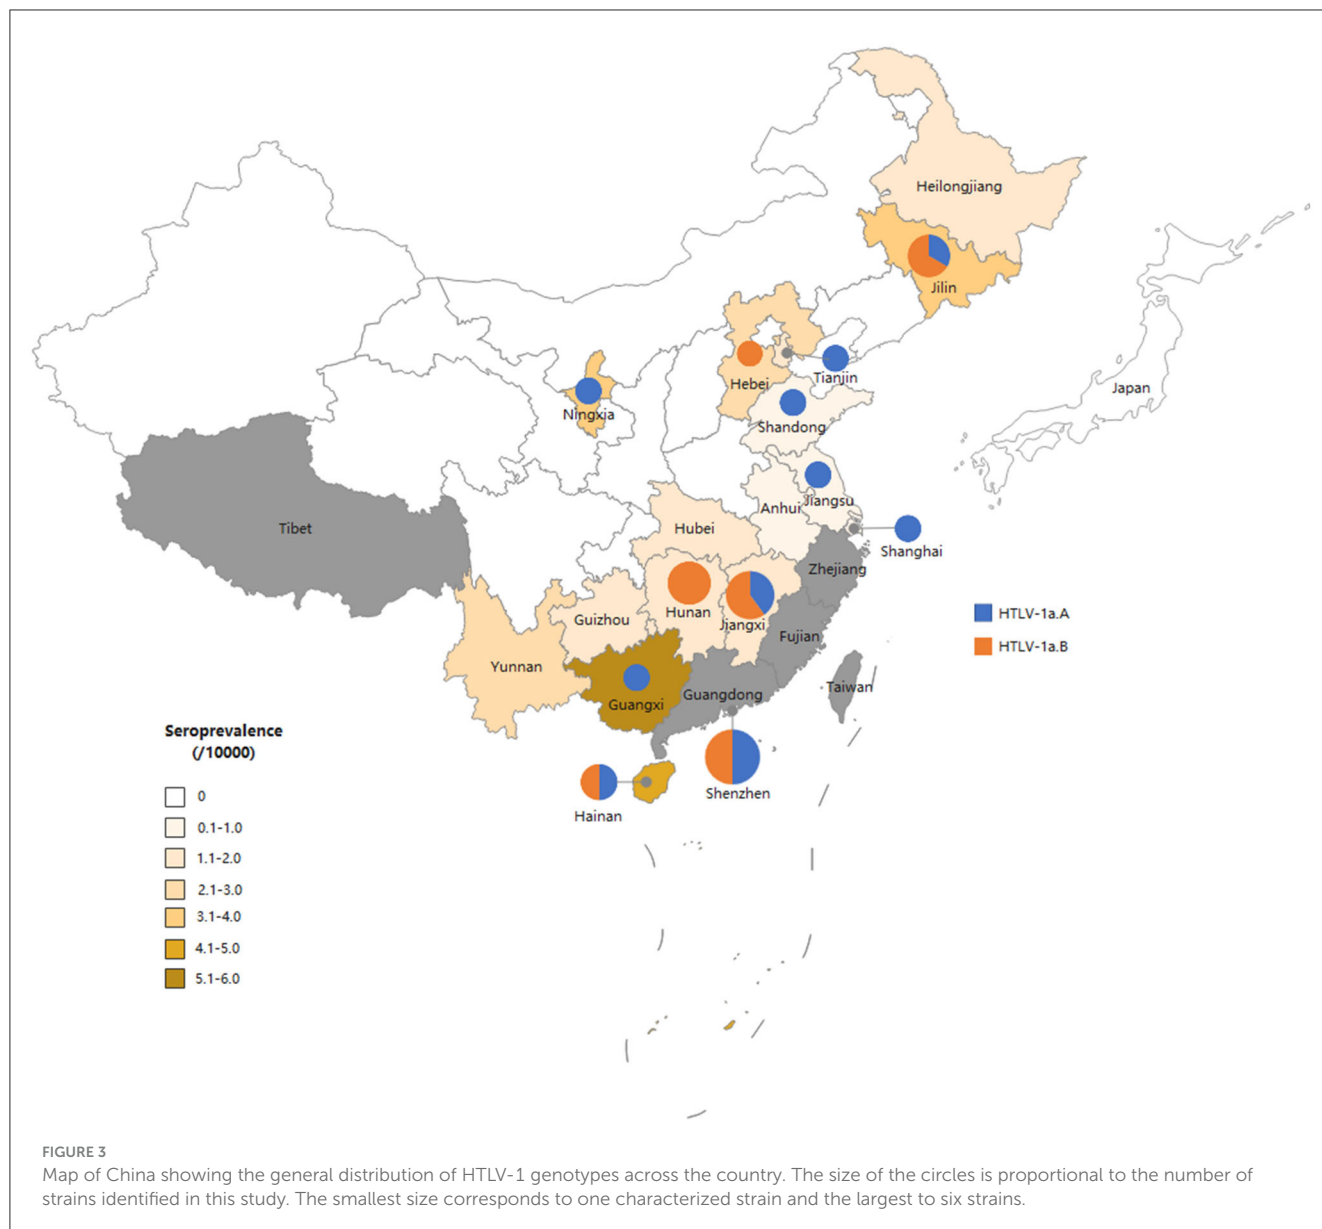 Heilongjiang
Jilin
Hebei
Tianjin
Ningxia
Shandong
Japan
Jiangsu
Anhui
Tibet
Hubei
Shanghai
Zhejiang
Hunan
Jiangxi
Guizhou
Fujian
Yunnan
Guangxi
Guangdong
Taiwan
Shenzhen
Hainan
HTLV-1a.A
HTLV-1a.B
Seroprevalence
(/10000)
0
0.1-1.0
1.1-2.0
2.1-3.0
3.1-4.0
4.1-5.0
5.1-6.0
FIGURE 3
Map of China showing the general distribution of HTLV-1 genotypes across the country. The size of the circles is proportional to the number of
strains identified in this study. The smallest size corresponds to one characterized strain and the largest to six strains.